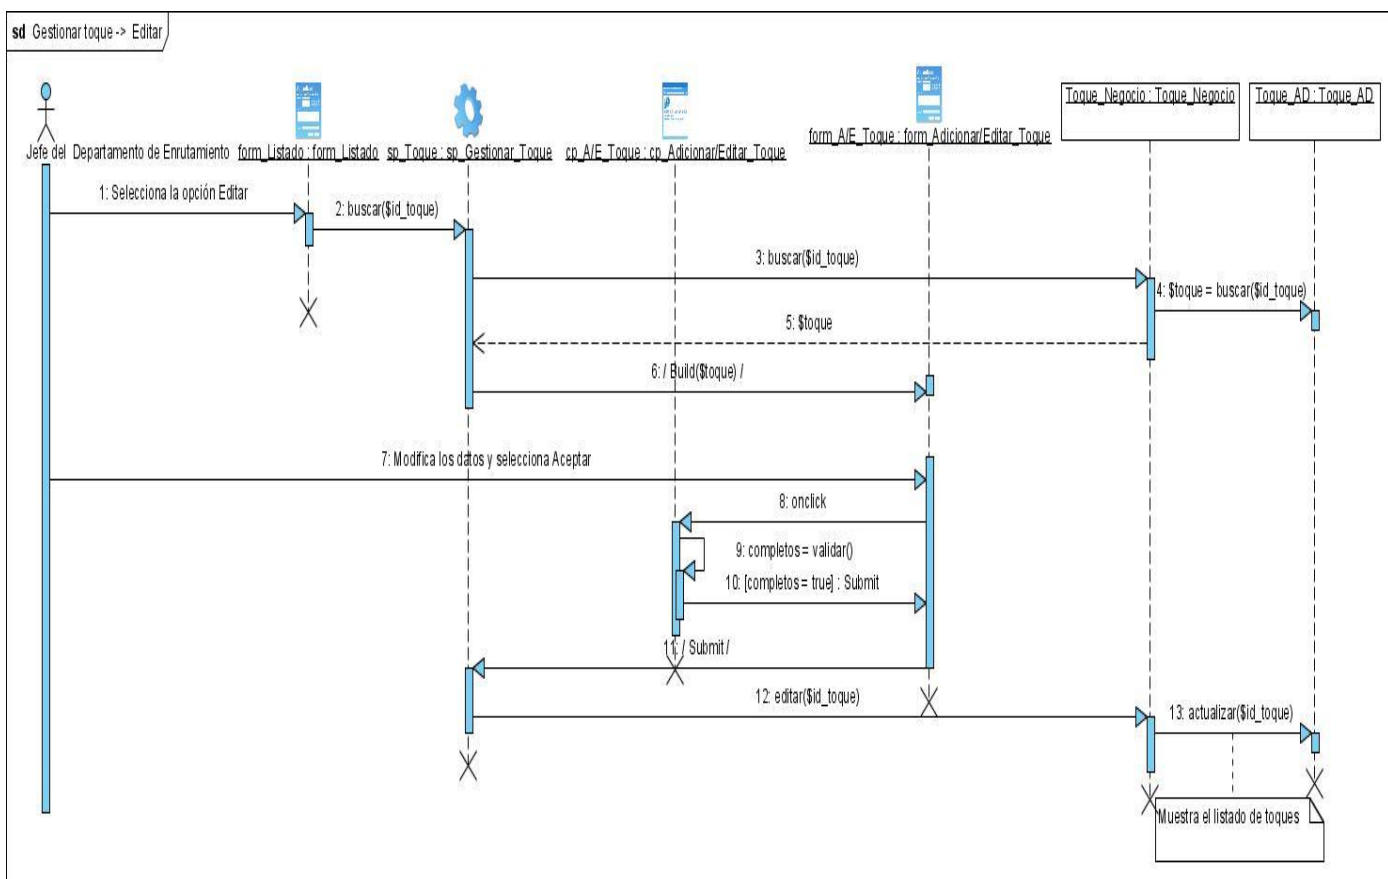 sd Gestionar toque -> Editar
Jefe del Departamento de Enrutamiento
form_Listado : form_Listado
sp_Toque : sp_Gestionar_Toque
cp_A/E_Toque : cp_Adicionar/Editar_Toque
form_A/E_Toque : form_Adicionar/Editar_Toque
Toque_Negocio : Toque_Negocio
Toque_AD : Toque_AD
1: Selecciona la opción Editar
2: buscar($id_toque)
3: buscar($id_toque)
4: $toque = buscar($id_toque)
5: $toque
6: / Build($toque) /
7: Modifica los datos y selecciona Aceptar
8: onclick
9: completos = validar()
10: [completos = true] : Submit
11: / Submit /
12: editar($id_toque)
13: actualizar($id_toque)
Muestra el listado de toques